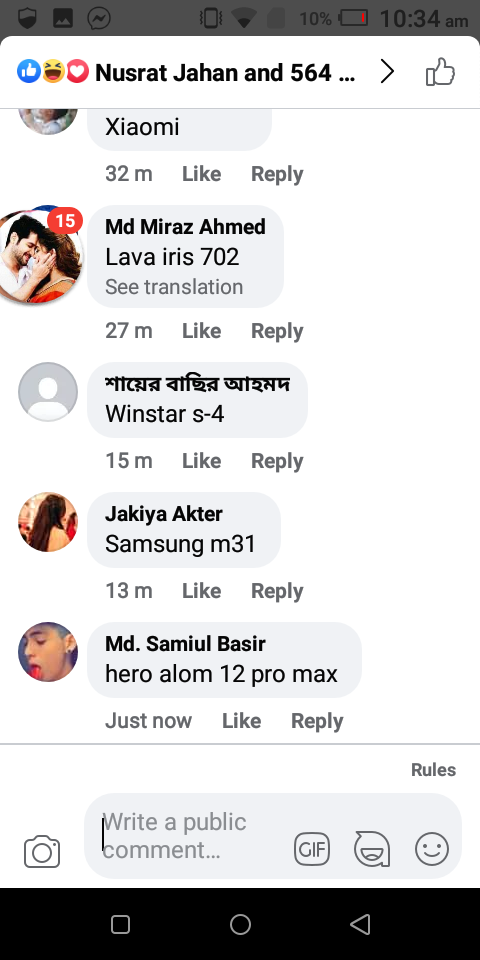 10% 10:34 am
Nusrat Jahan and 564 ...
Xiaomi
32 m Like Reply
15
Md Miraz Ahmed
Lava iris 702
See translation
27 m Like Reply
শায়ের বাছির আহমদ
Winstar s-4
15 m Like Reply
Jakiya Akter
Samsung m31
13 m Like Reply
Md. Samiul Basir
hero alom 12 pro max
Just now Like Reply
Rules
Write a public
comment...
GIF